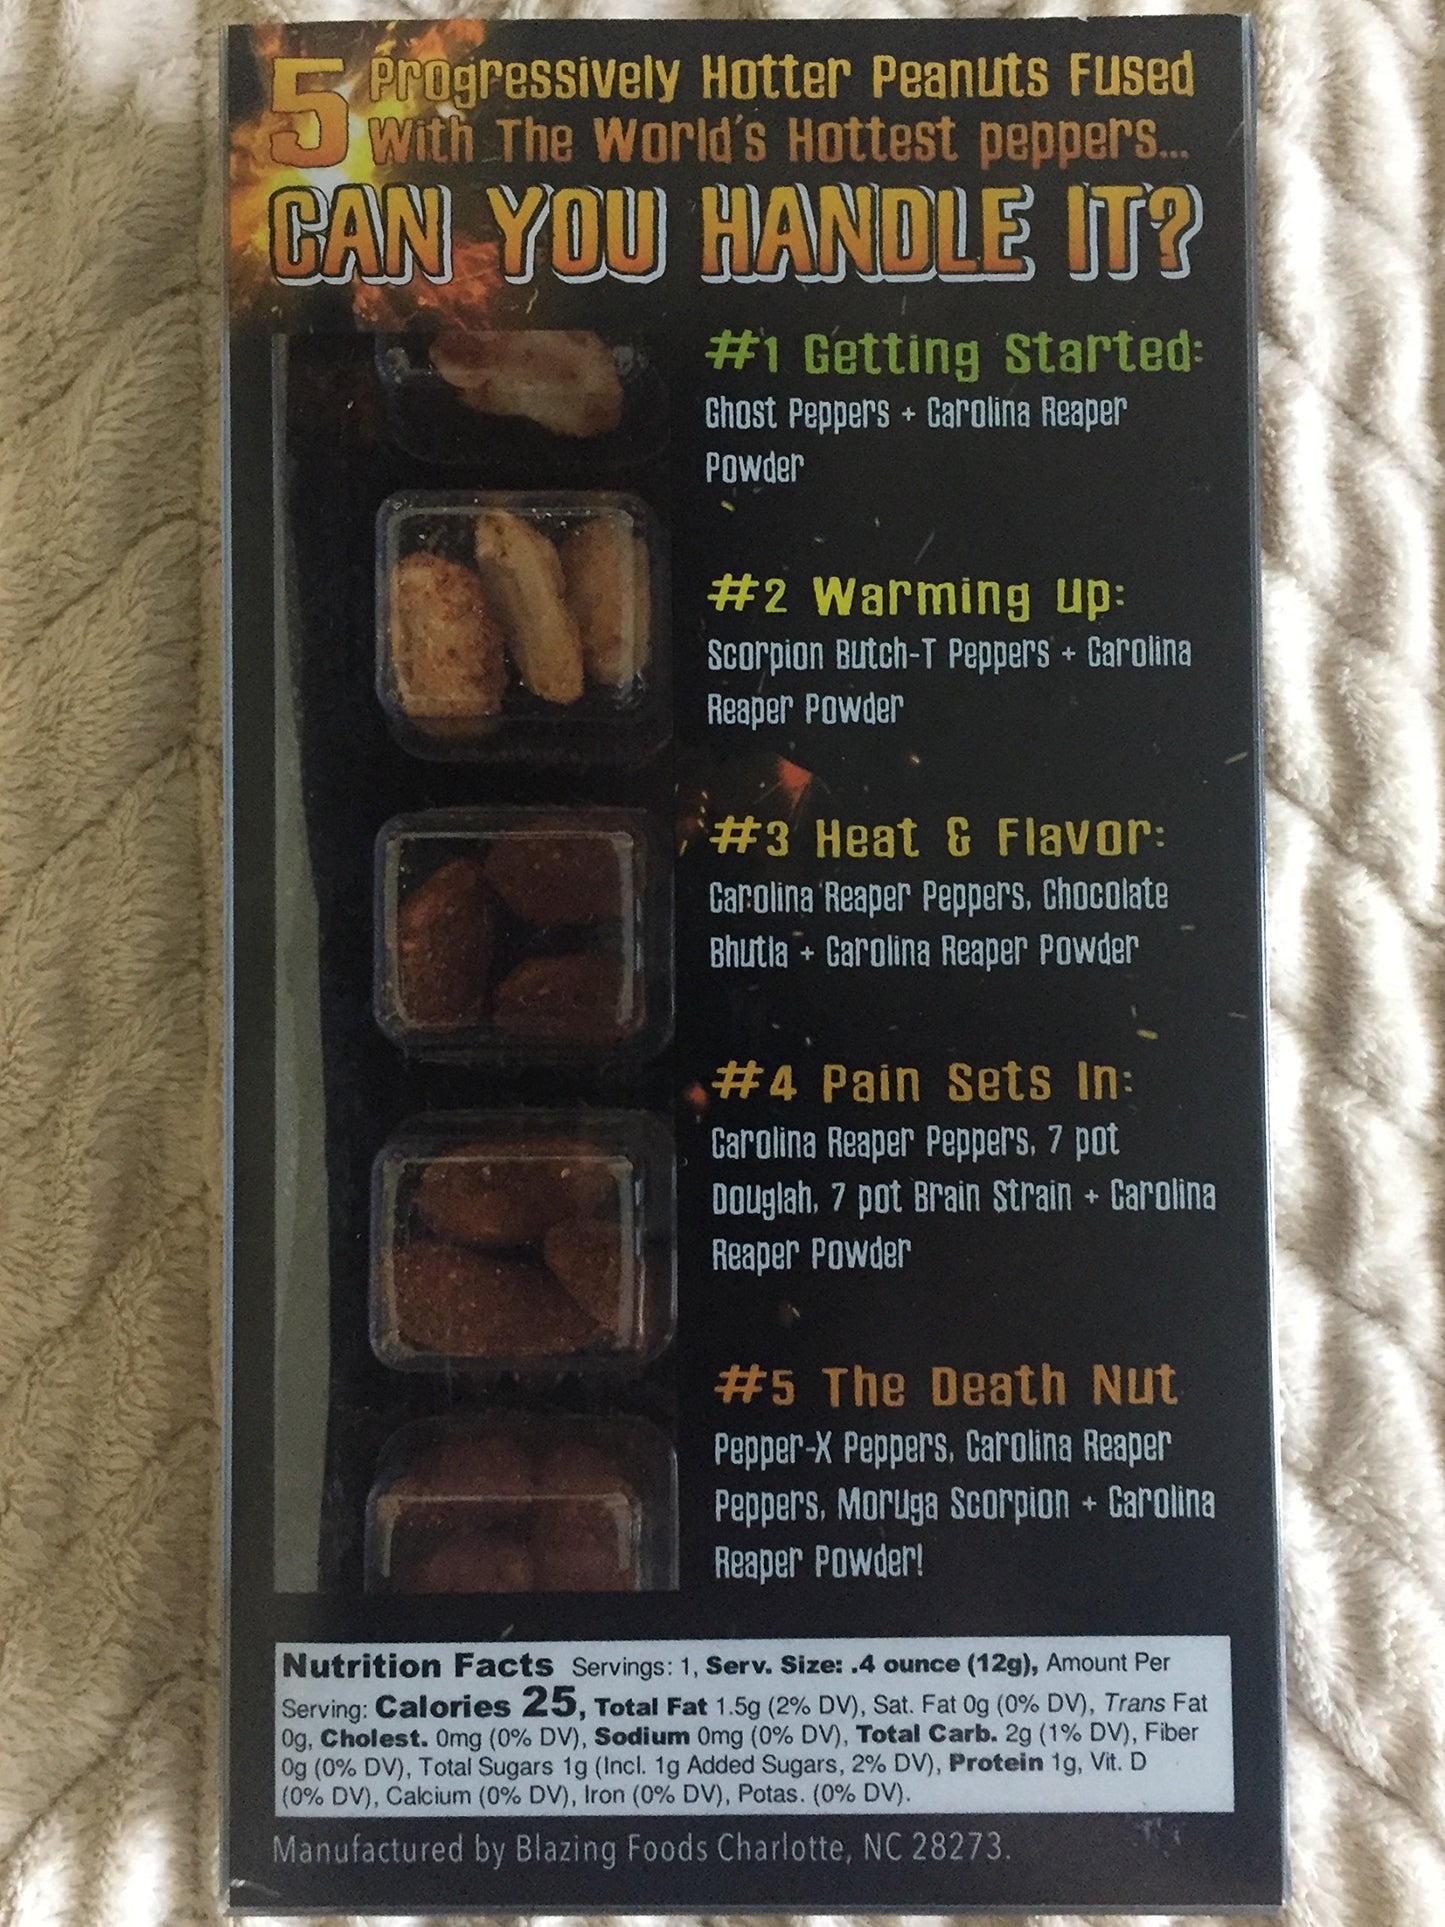 5 Progressively Hotter Peanuts Fused
With The World's Hottest peppers...
CAN YOU HANDLE IT?
#1 Getting Started:
Ghost Peppers + Carolina Reaper
Powder
#2 Warming Up:
Scorpion Butch-T Peppers + Carolina
Reaper Powder
#3 Heat & Flavor:
Carolina Reaper Peppers, Chocolate
Bhutla + Carolina Reaper Powder
#4 Pain Sets In:
Carolina Reaper Peppers, 7 pot
Douglah, 7 pot Brain Strain + Carolina
Reaper Powder
#5 The Death Nut
Pepper-X Peppers, Carolina Reaper
Peppers, Moruga Scorpion + Carolina
Reaper Powder!
Nutrition Facts Servings: 1, Serv. Size: .4 ounce (12g), Amount Per
Serving: Calories 25, Total Fat 1.5g (2% DV), Sat. Fat 0g (0% DV), Trans Fat
0g, Cholest. 0mg (0% DV), Sodium 0mg (0% DV), Total Carb. 2g (1% DV), Fiber
0g (0% DV), Total Sugars 1g (Incl. 1g Added Sugars, 2% DV), Protein 1g, Vit. D
(0% DV), Calcium (0% DV), Iron (0% DV), Potas. (0% DV).
Manufactured by Blazing Foods Charlotte, NC 28273.